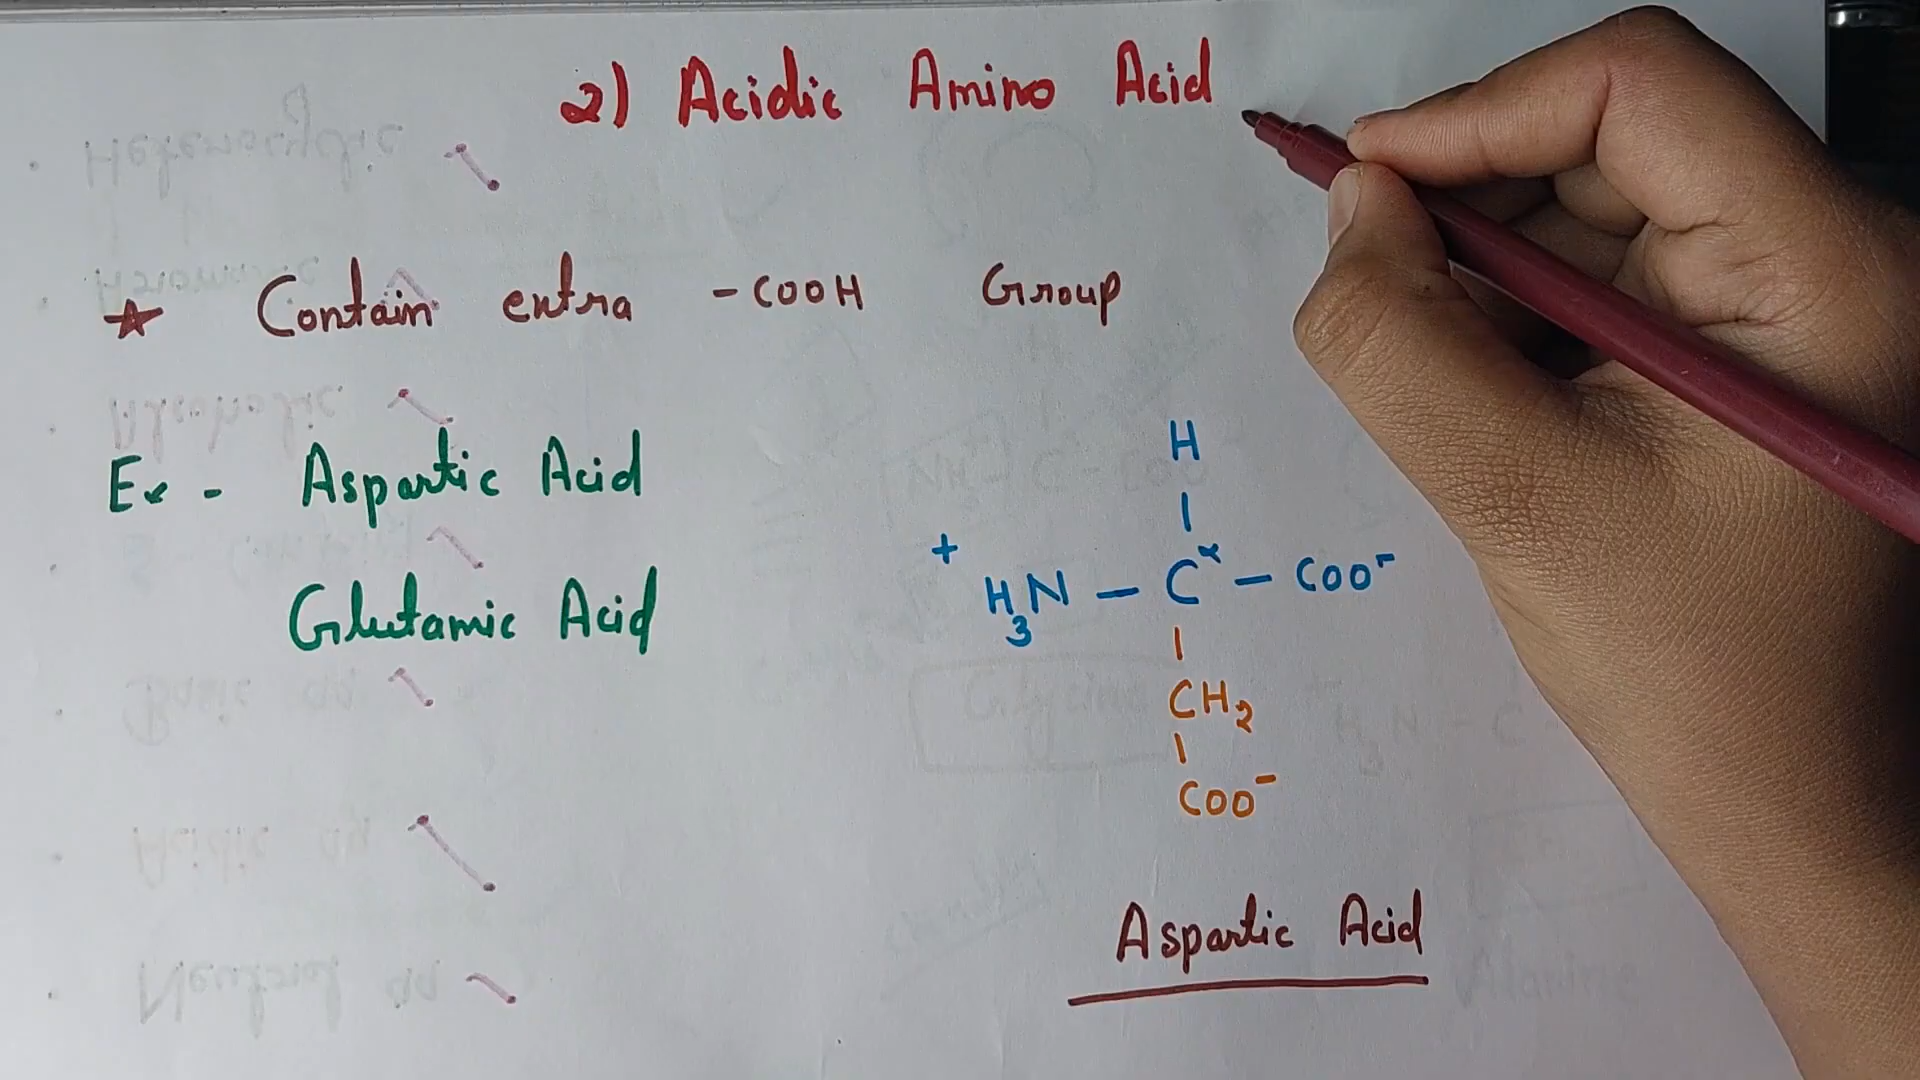 2) Acidic Amino Acid
★ Contain extra -COOH Group
Ex - Aspartic Acid
Glutamic Acid
H
|
+
H3N - C^α - COO-
|
CH2
|
COO-
Aspartic Acid